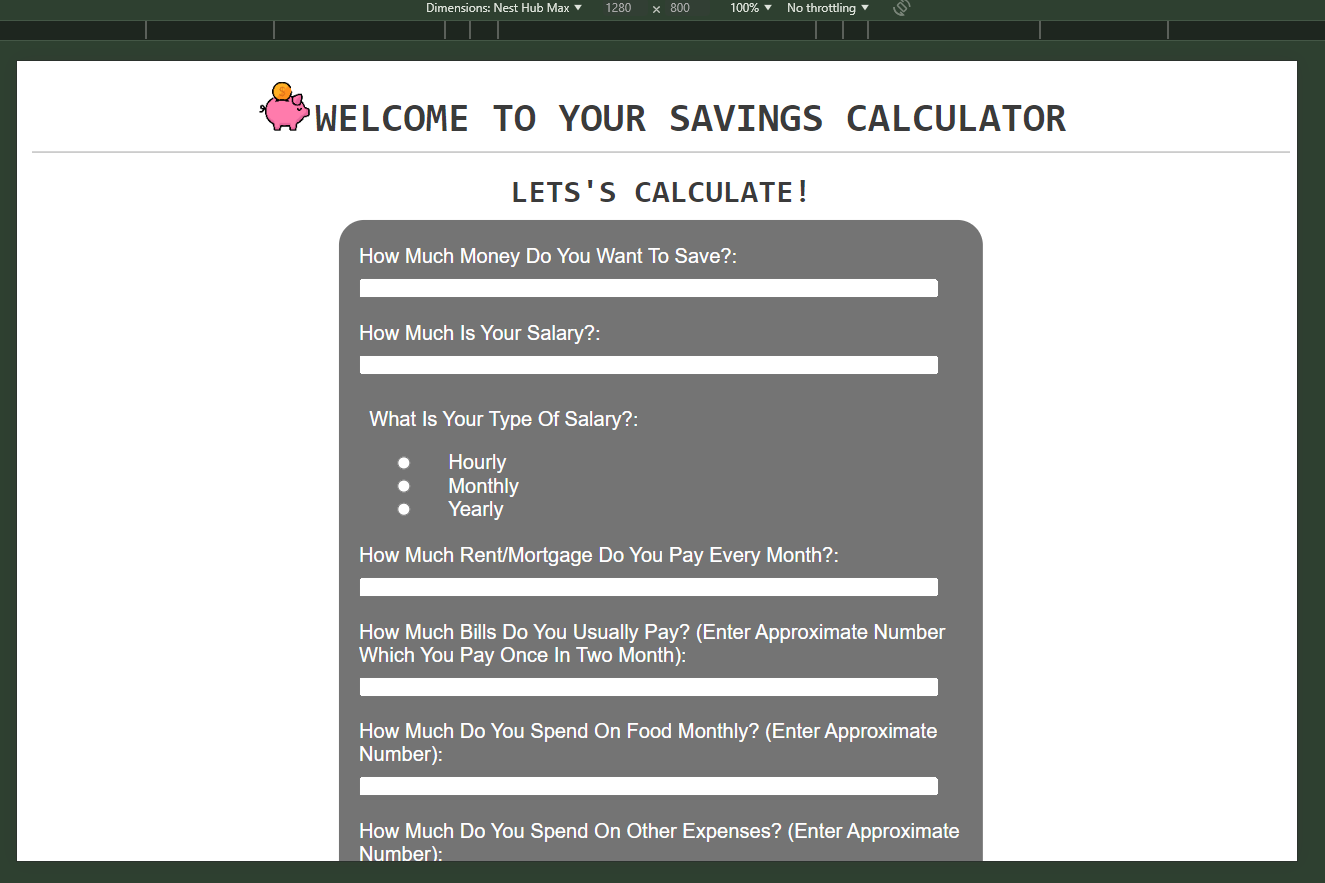 Dimensions: Nest Hub Max ▼ 1280 × 800 100% ▼ No throttling ▼
WELCOME TO YOUR SAVINGS CALCULATOR
LETS'S CALCULATE!
How Much Money Do You Want To Save?:
How Much Is Your Salary?:
What Is Your Type Of Salary?:
Hourly
Monthly
Yearly
How Much Rent/Mortgage Do You Pay Every Month?:
How Much Bills Do You Usually Pay? (Enter Approximate Number
Which You Pay Once In Two Month):
How Much Do You Spend On Food Monthly? (Enter Approximate
Number):
How Much Do You Spend On Other Expenses? (Enter Approximate
Number):